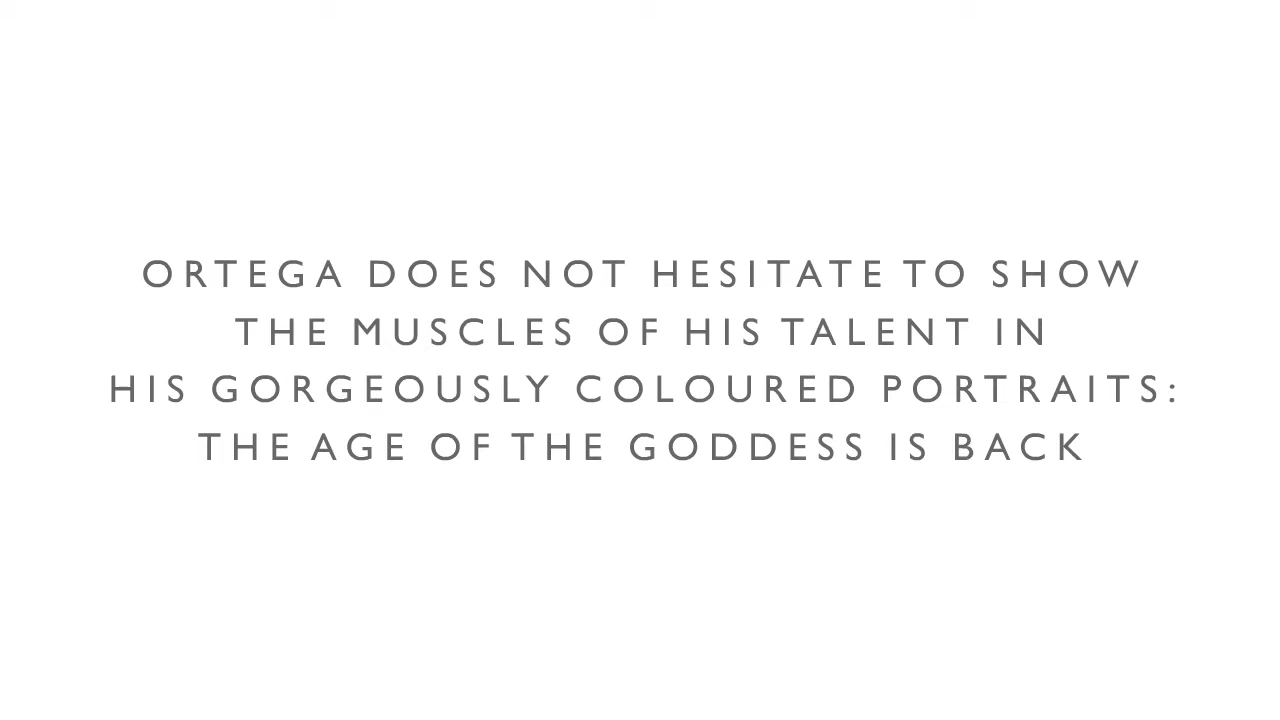 ORTEGA DOES NOT HESITATE TO SHOW
THE MUSCLES OF HIS TALENT IN
HIS GORGEOUSLY COLOURED PORTRAITS:
THE AGE OF THE GODDESS IS BACK